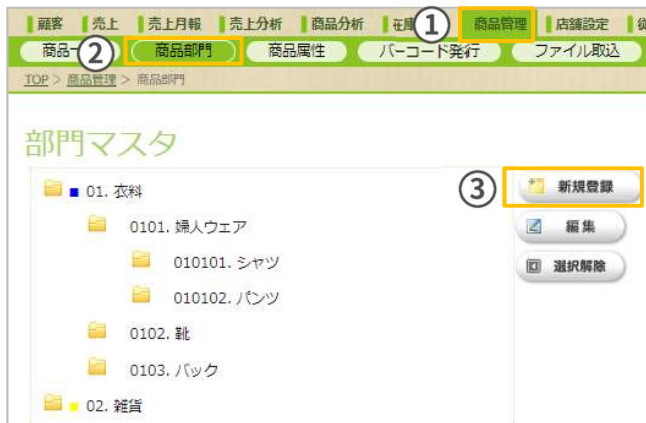 顧客 売上 売上月報 売上分析 商品分析 在庫 ① 商品管理 店舗設定
商品一 ② 商品部門 商品属性 バーコード発行 ファイル取込
TOP > 商品管理 > 商品部門
部門マスタ
01. 衣料 ③ 新規登録
0101. 婦人ウェア 編集
010101. シャツ 選択解除
010102. パンツ
0102. 靴
0103. バック
02. 雑貨